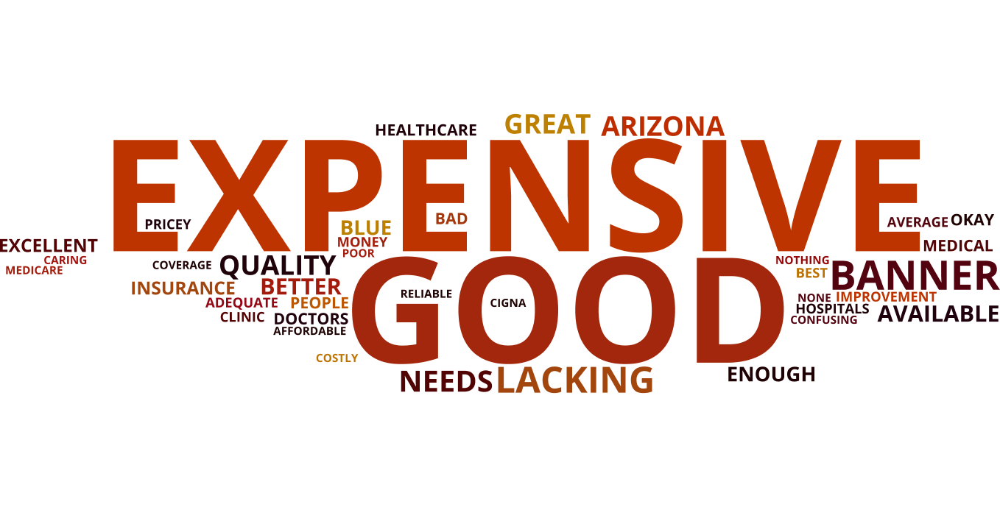 HEALTHCARE
GREAT
ARIZONA
EXPENSIVE
PRICEY
BLUE
BAD
AVERAGE
OKAY
EXCELLENT
MONEY
MEDICAL
POOR
CARING
MEDICARE
COVERAGE
QUALITY
NOTHING
BEST
BANNER
INSURANCE
BETTER
GOOD
RELIABLE
CIGNA
ADEQUATE
PEOPLE
NONE
IMPROVEMENT
CLINIC
DOCTORS
HOSPITALS
AVAILABLE
CONFUSING
AFFORDABLE
COSTLY
NEEDS
LACKING
ENOUGH